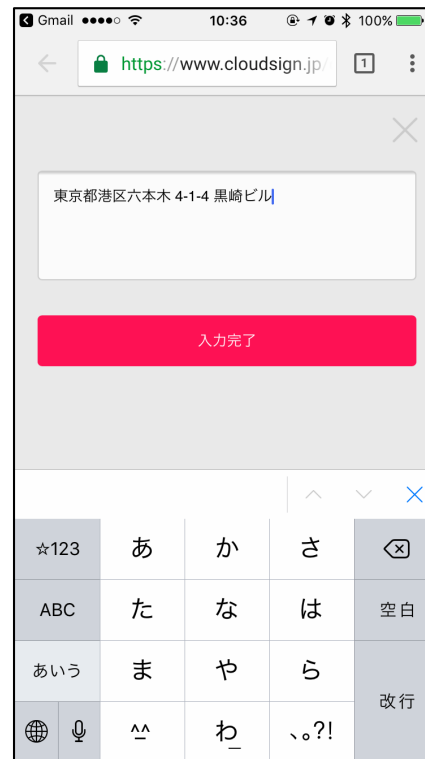 Gmail 10:36 100%
https://www.cloudsign.jp/ 1
東京都港区六本木 4-1-4 黒崎ビル
入力完了
☆123 あ か さ
ABC た な は 空白
あいう ま や ら
改行
^^ わ 、。?!